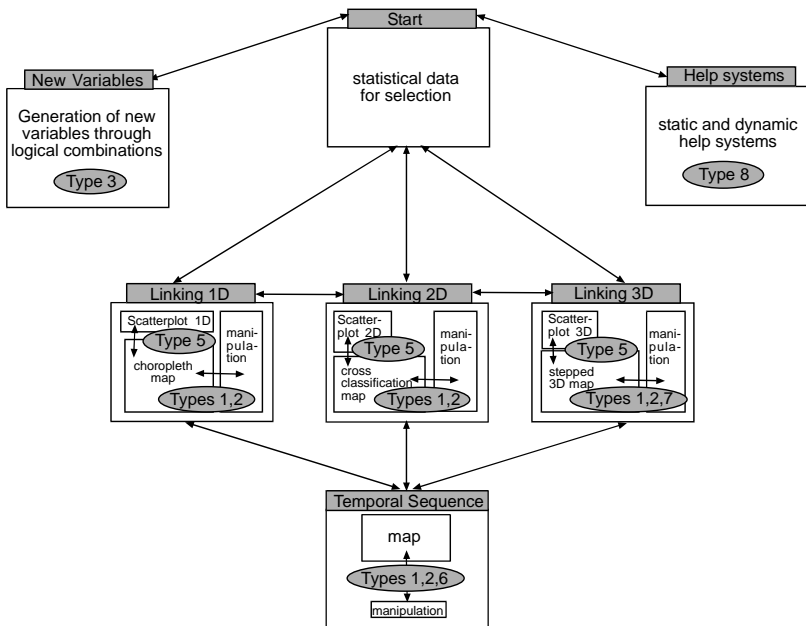 Start
statistical data
for selection
New Variables
Generation of new
variables through
logical combinations
Type 3
Help systems
static and dynamic
help systems
Type 8
Linking 1D
Scatterplot 1D
Type 5
choropleth
map
mani-
pulation
Types 1,2
Linking 2D
Scatter-
plot 2D
Type 5
cross
classification
map
mani-
pula-
tion
Types 1,2
Linking 3D
Scatter-
plot 3D
Type 5
stepped
3D map
mani-
pula-
tion
Types 1,2,7
Temporal Sequence
map
Types 1,2,6
manipulation